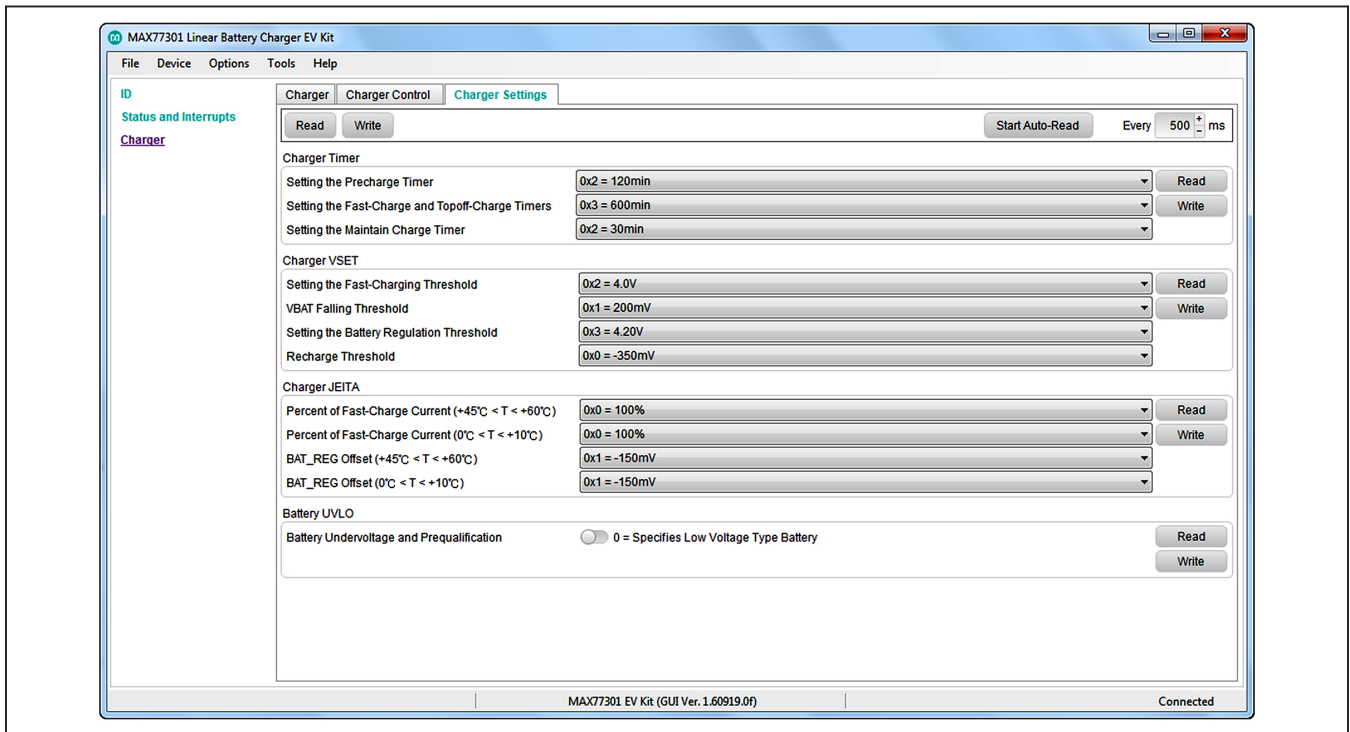 MAX77301 Linear Battery Charger EV Kit
File Device Options Tools Help
ID
Status and Interrupts
Charger
Charger Charger Control Charger Settings
Read Write Start Auto-Read Every 500 + - ms
Charger Timer
Setting the Precharge Timer 0x2 = 120min Read
Setting the Fast-Charge and Topoff-Charge Timers 0x3 = 600min Write
Setting the Maintain Charge Timer 0x2 = 30min
Charger VSET
Setting the Fast-Charging Threshold 0x2 = 4.0V Read
VBAT Falling Threshold 0x1 = 200mV Write
Setting the Battery Regulation Threshold 0x3 = 4.20V
Recharge Threshold 0x0 = -350mV
Charger JEITA
Percent of Fast-Charge Current (+45℃ < T < +60℃) 0x0 = 100% Read
Percent of Fast-Charge Current (0℃ < T < +10℃) 0x0 = 100% Write
BAT_REG Offset (+45℃ < T < +60℃) 0x1 = -150mV
BAT_REG Offset (0℃ < T < +10℃) 0x1 = -150mV
Battery UVLO
Battery Undervoltage and Prequalification 0 = Specifies Low Voltage Type Battery Read
Write
MAX77301 EV Kit (GUI Ver. 1.60919.0f) Connected